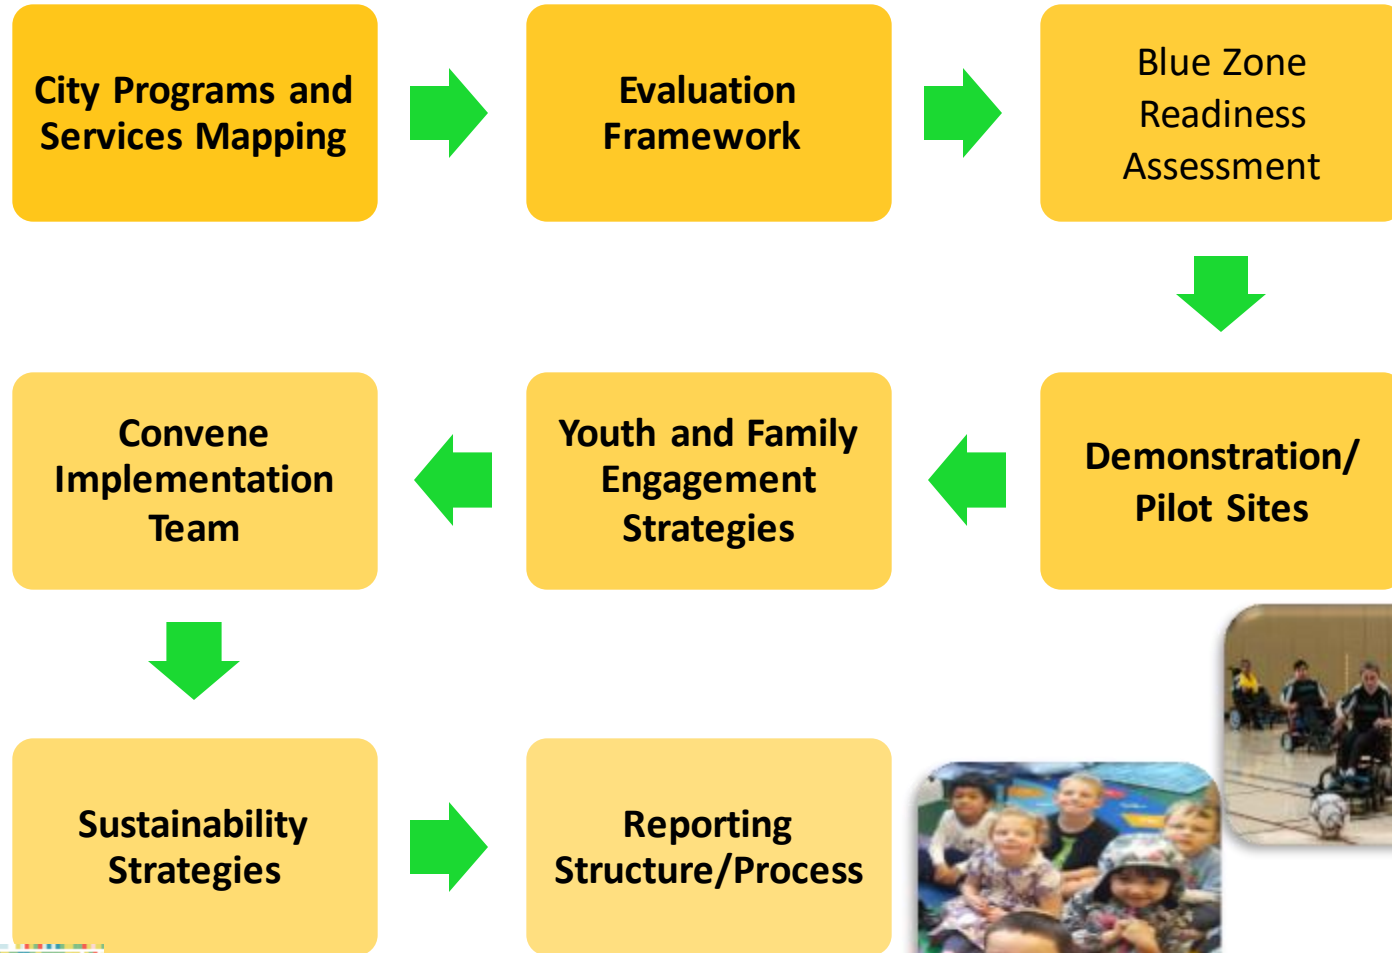 City Programs and
Services Mapping
Evaluation
Framework
Blue Zone
Readiness
Assessment
Demonstration/
Pilot Sites
Youth and Family
Engagement
Strategies
Convene
Implementation
Team
Sustainability
Strategies
Reporting
Structure/Process